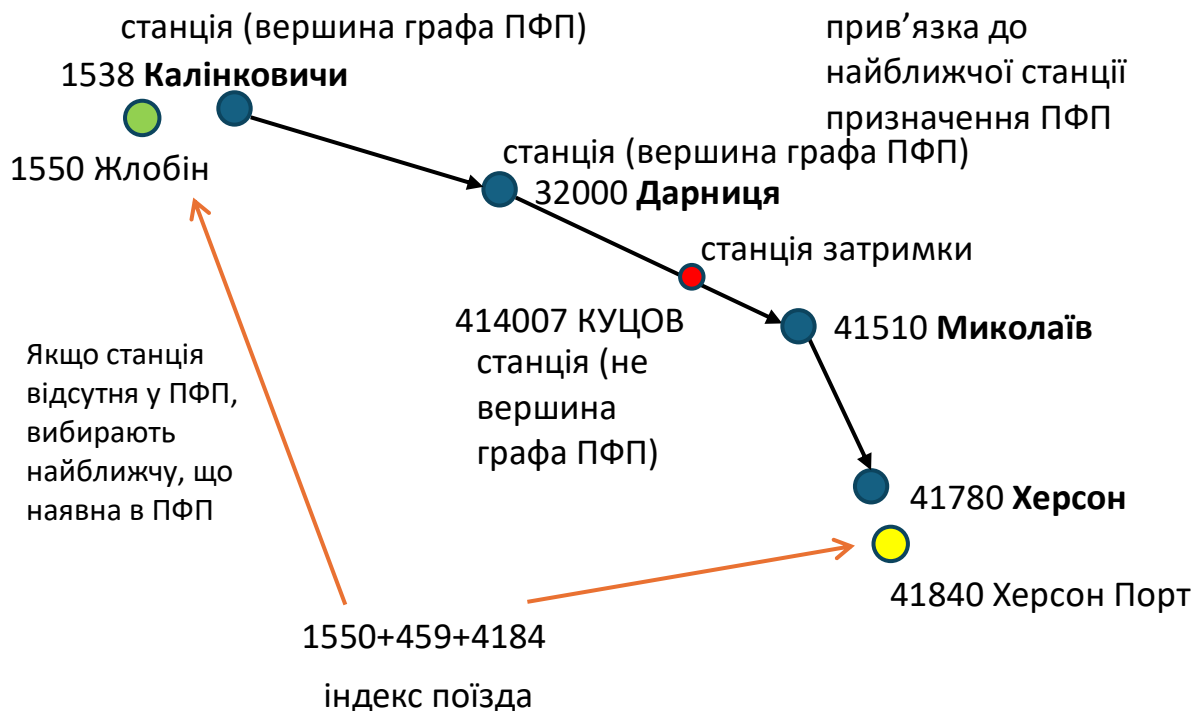 станція (вершина графа ПФП)
1538 Калінковичи
1550 Жлобін
прив’язка до
найближчої станції
призначення ПФП
станція (вершина графа ПФП)
32000 Дарниця
станція затримки
414007 КУЦОВ
станція (не
вершина
графа ПФП)
41510 Миколаїв
Якщо станція
відсутня у ПФП,
вибирають
найближчу, що
наявна в ПФП
41780 Херсон
41840 Херсон Порт
1550+459+4184
індекс поїзда